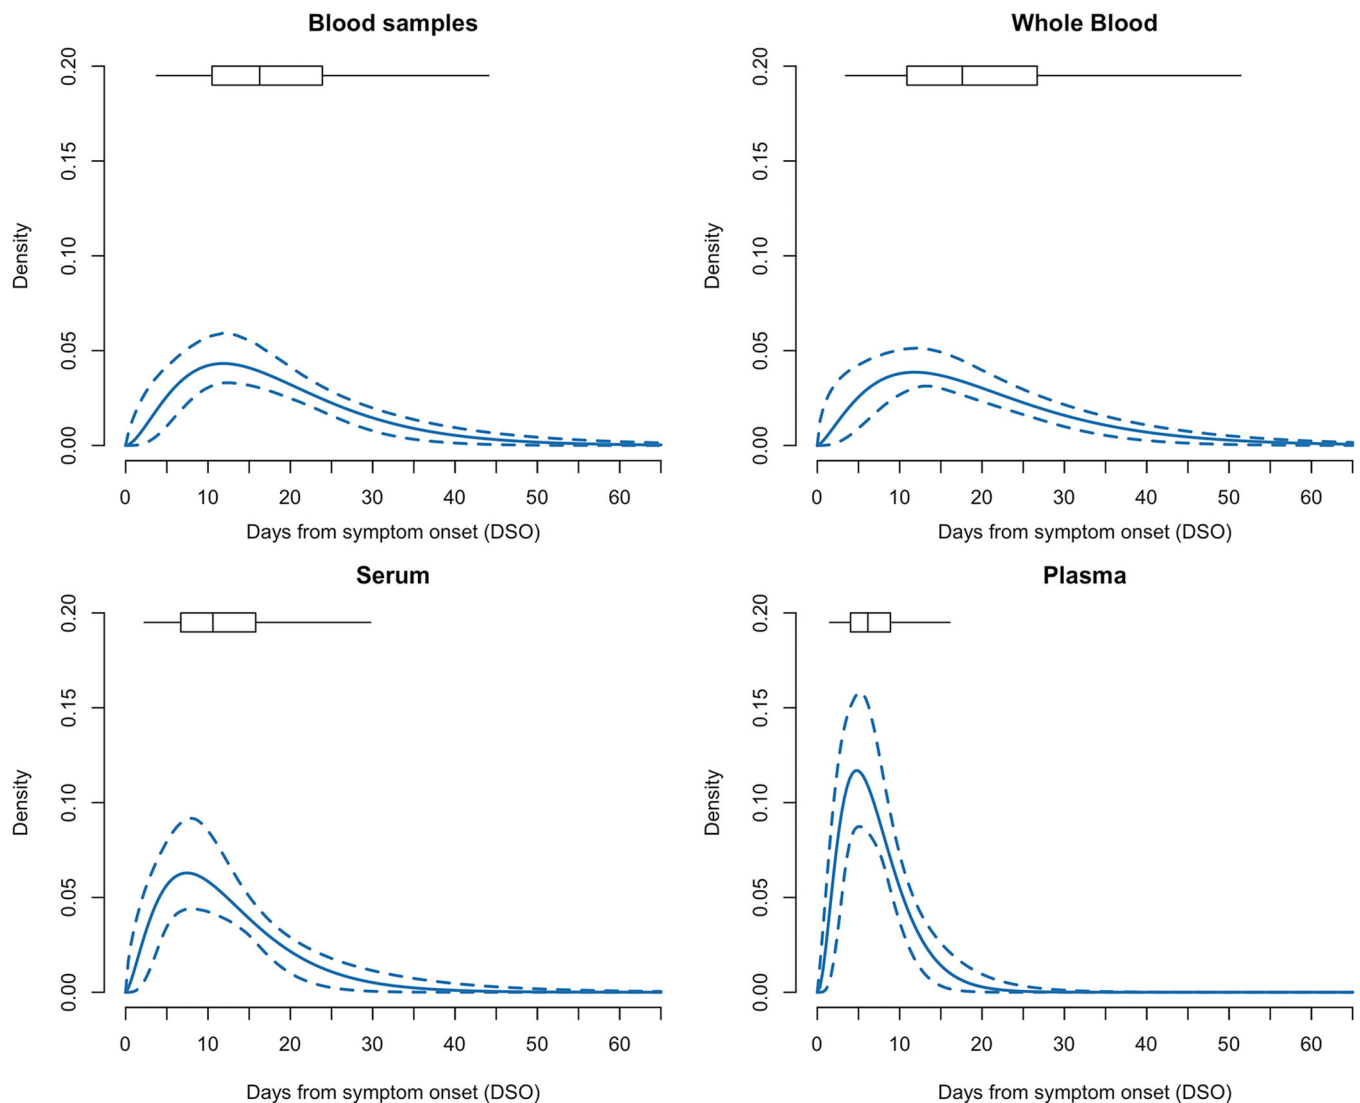 Blood samples
0.20
0.15
0.10
0.05
0.00
Density
0 10 20 30 40 50 60
Days from symptom onset (DSO)
Whole Blood
0.20
0.15
0.10
0.05
0.00
Density
0 10 20 30 40 50 60
Days from symptom onset (DSO)
Serum
0.20
0.15
0.10
0.05
0.00
Density
0 10 20 30 40 50 60
Days from symptom onset (DSO)
Plasma
0.20
0.15
0.10
0.05
0.00
Density
0 10 20 30 40 50 60
Days from symptom onset (DSO)